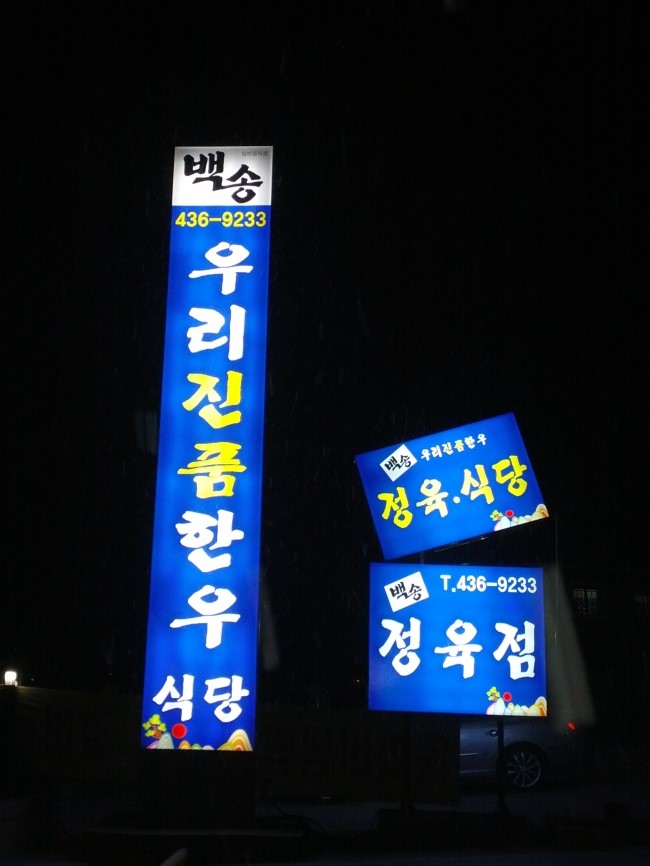 백송
436-9233
우리진품한우
식당
백송 우리진품한우
정육.식당
백송 T.436-9233
정육점